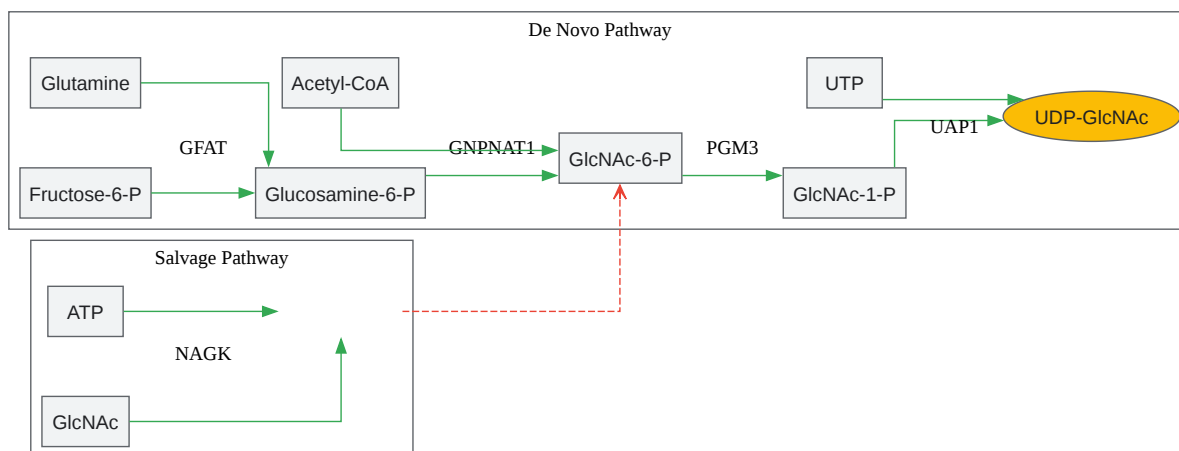 De Novo Pathway
Glutamine
Acetyl-CoA
UTP
UDP-GlcNAc
GFAT
GNPNAT1
GlcNAc-6-P
PGM3
UAP1
Fructose-6-P
Glucosamine-6-P
GlcNAc-1-P
Salvage Pathway
ATP
NAGK
GlcNAc